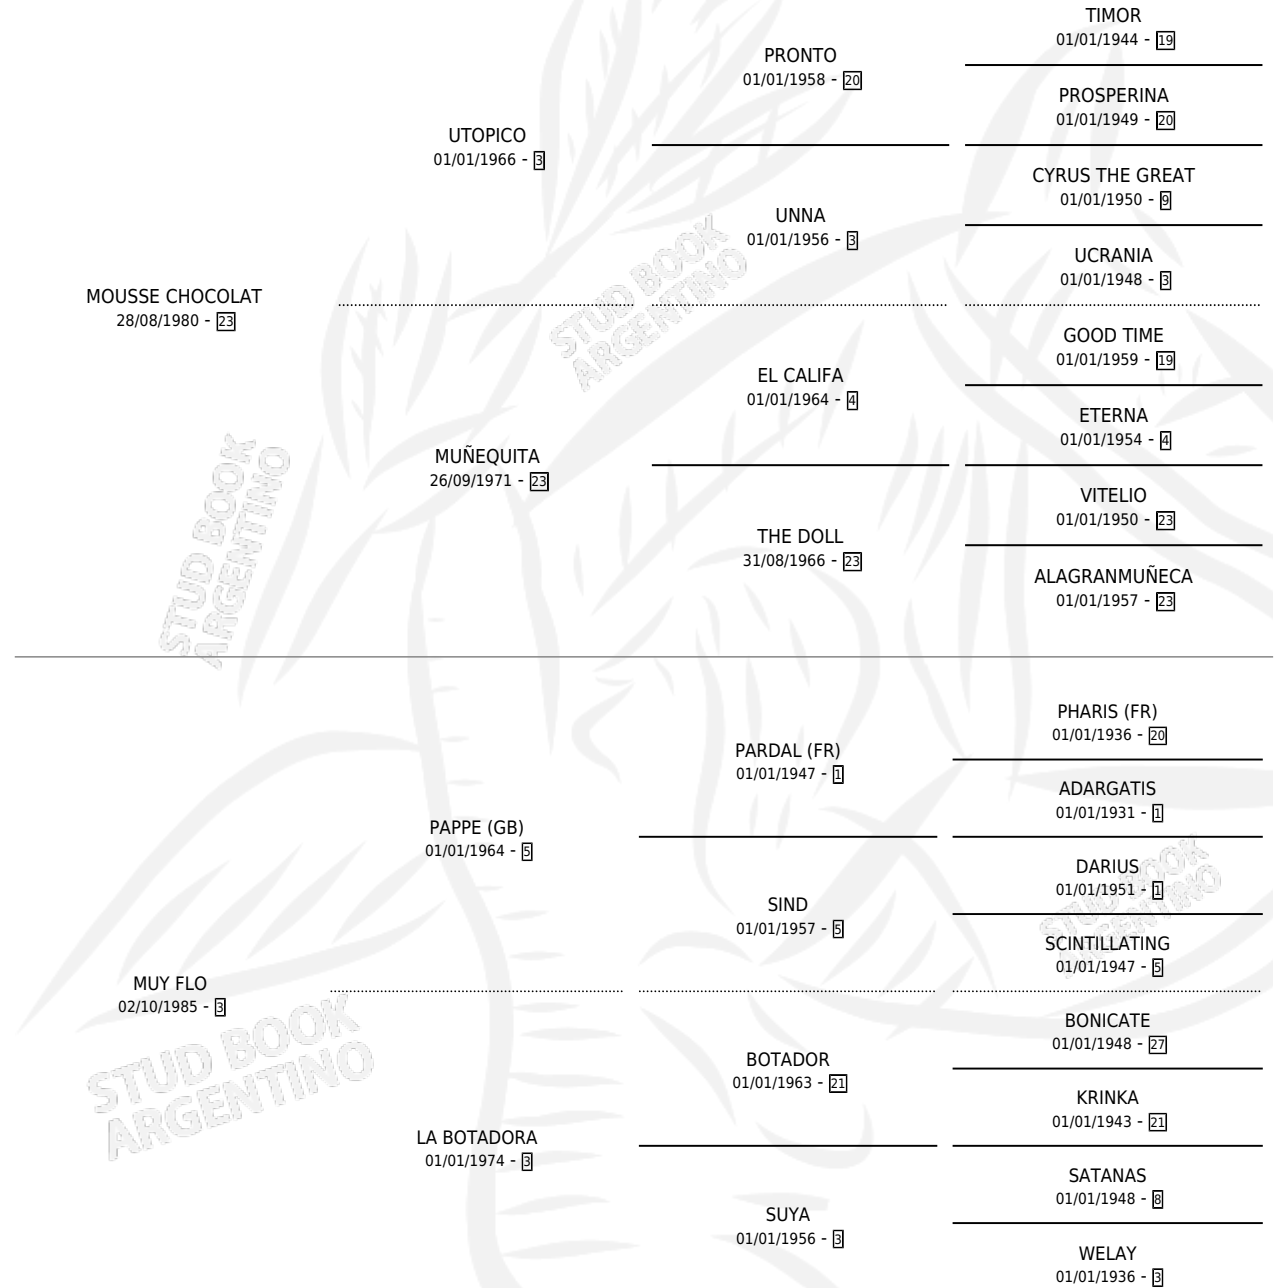 TIMOR
01/01/1944 - 19
PRONTO
01/01/1958 - 20
PROSPERINA
01/01/1949 - 20
UTOPICO
01/01/1966 - 3
CYRUS THE GREAT
01/01/1950 - 9
UNNA
01/01/1956 - 3
UCRANIA
01/01/1948 - 3
MOUSSE CHOCOLAT
28/08/1980 - 23
GOOD TIME
01/01/1959 - 19
EL CALIFA
01/01/1964 - 4
ETERNA
01/01/1954 - 4
MUÑEQUITA
26/09/1971 - 23
VITELIO
01/01/1950 - 23
THE DOLL
31/08/1966 - 23
ALAGRANMUÑECA
01/01/1957 - 23
PHARIS (FR)
01/01/1936 - 20
PARDAL (FR)
01/01/1947 - 1
ADARGATIS
01/01/1931 - 1
PAPPE (GB)
01/01/1964 - 5
DARIUS
01/01/1951 - 1
SIND
01/01/1957 - 5
SCINTILLATING
01/01/1947 - 5
MUY FLO
02/10/1985 - 3
BONICATE
01/01/1948 - 27
BOTADOR
01/01/1963 - 21
KRINKA
01/01/1943 - 21
LA BOTADORA
01/01/1974 - 3
SATANAS
01/01/1948 - 8
SUYA
01/01/1956 - 3
WELAY
01/01/1936 - 3
STUD BOOK
ARGENTINO
STUD BOOK
ARGENTINO
STUD BOOK
ARGENTINO
STUD BOOK
ARGENTINO